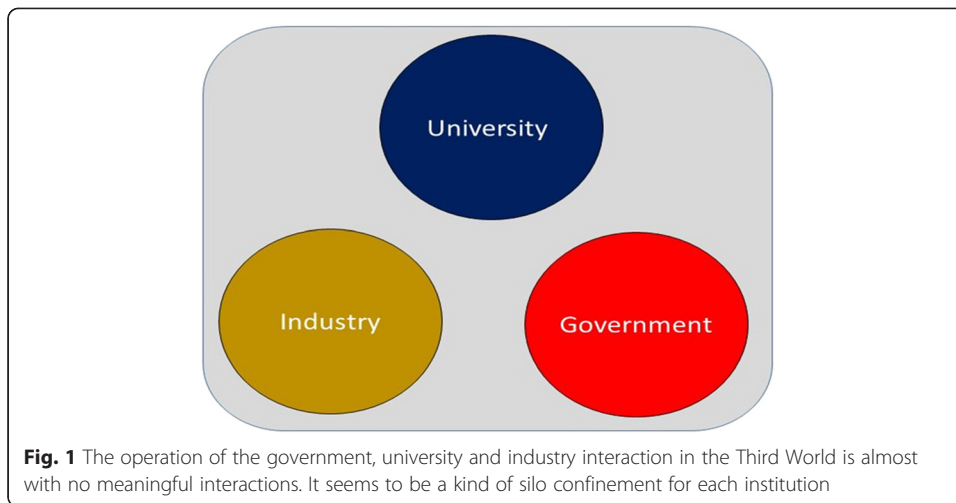 University
Industry
Government
Fig. 1 The operation of the government, university and industry interaction in the Third World is almost
with no meaningful interactions. It seems to be a kind of silo confinement for each institution